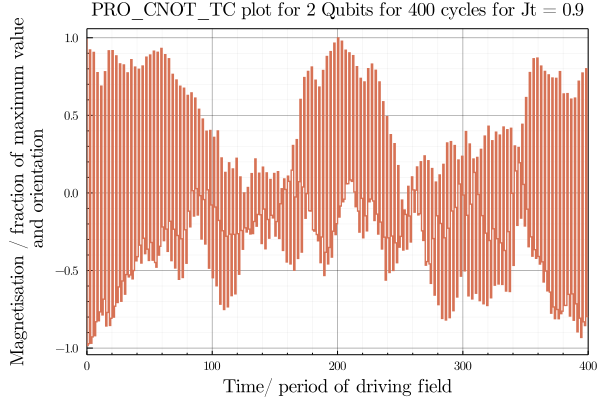 PRO_CNOT_TC plot for 2 Qubits for 400 cycles for Jt = 0.9
Magnetisation / fraction of maximum value
and orientation
1.0
0.5
0.0
−0.5
−1.0
0 100 200 300 400
Time/ period of driving field